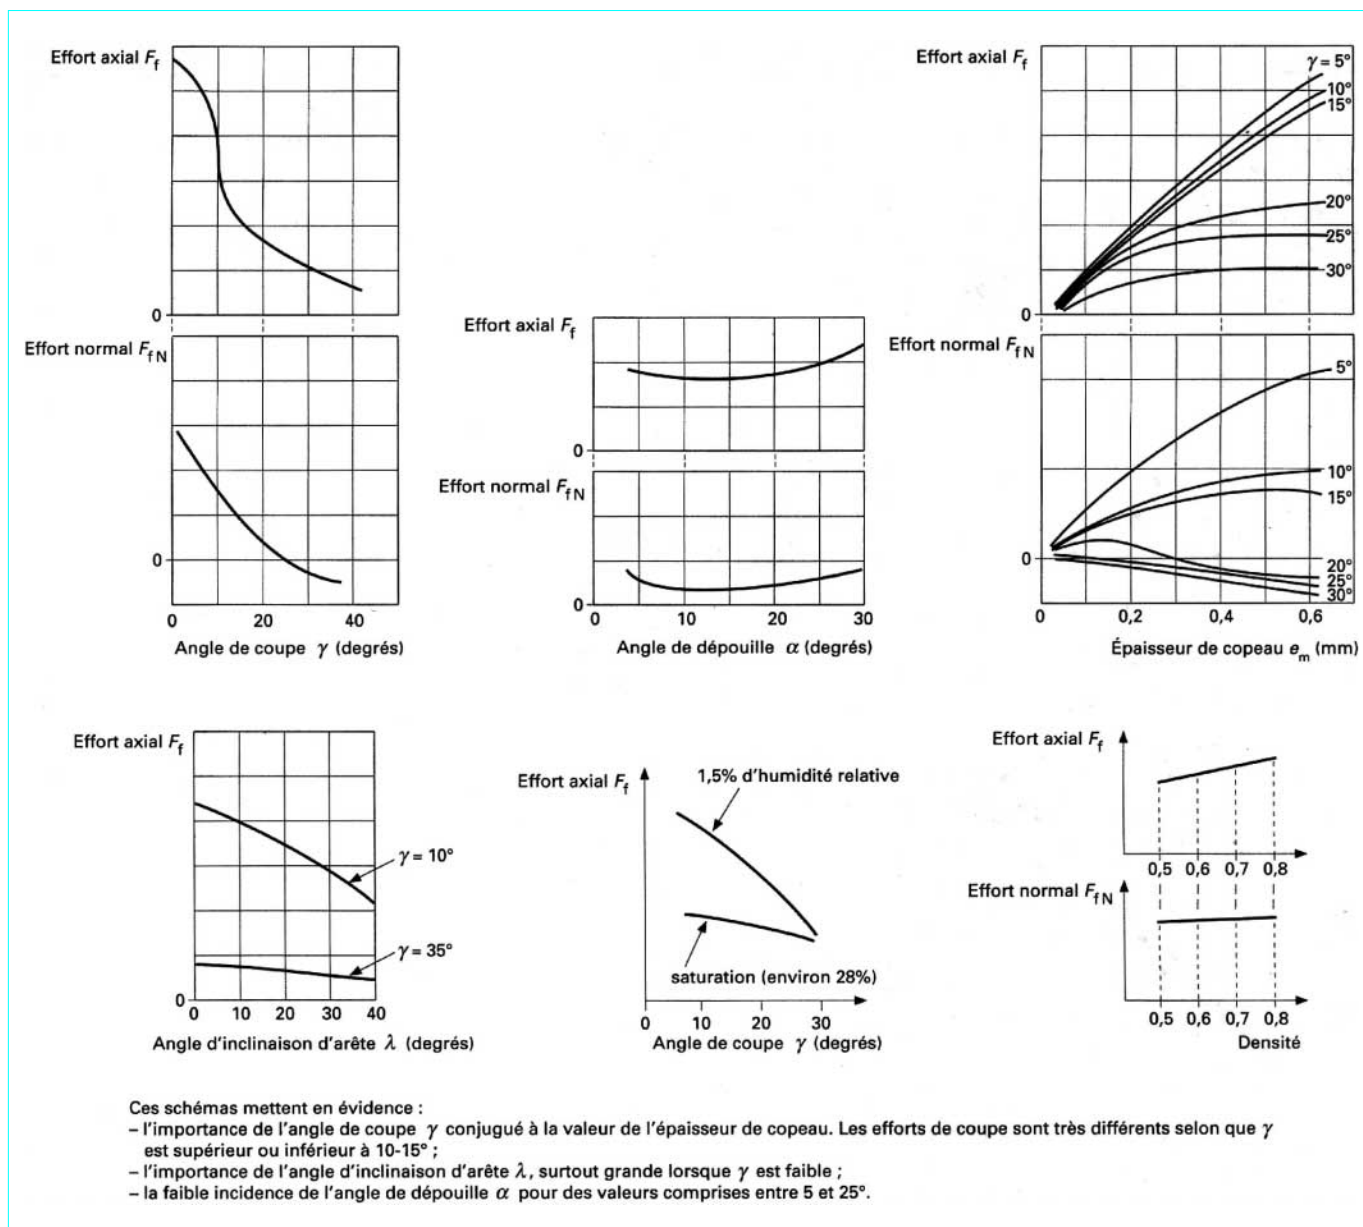 Effort axial Ff
0
Effort normal FfN
0
0 20 40
Angle de coupe γ (degrés)
Effort axial Ff
0
Effort normal FfN
0
0 10 20 30
Angle de dépouille α (degrés)
Effort axial Ff
γ = 5°
10°
15°
20°
25°
30°
0
Effort normal FfN
5°
10°
15°
0
20°
25°
30°
0 0,2 0,4 0,6
Épaisseur de copeau em (mm)
Effort axial Ff
γ = 10°
γ = 35°
0
0 10 20 30 40
Angle d'inclinaison d'arête λ (degrés)
Effort axial Ff
1,5% d'humidité relative
saturation (environ 28%)
0 10 20 30
Angle de coupe γ (degrés)
Effort axial Ff
0,5 0,6 0,7 0,8
Effort normal FfN
0,5 0,6 0,7 0,8
Densité
Ces schémas mettent en évidence :
– l'importance de l'angle de coupe γ conjugué à la valeur de l'épaisseur de copeau. Les efforts de coupe sont très différents selon que γ
est supérieur ou inférieur à 10-15° ;
– l'importance de l'angle d'inclinaison d'arête λ, surtout grande lorsque γ est faible ;
– la faible incidence de l'angle de dépouille α pour des valeurs comprises entre 5 et 25°.